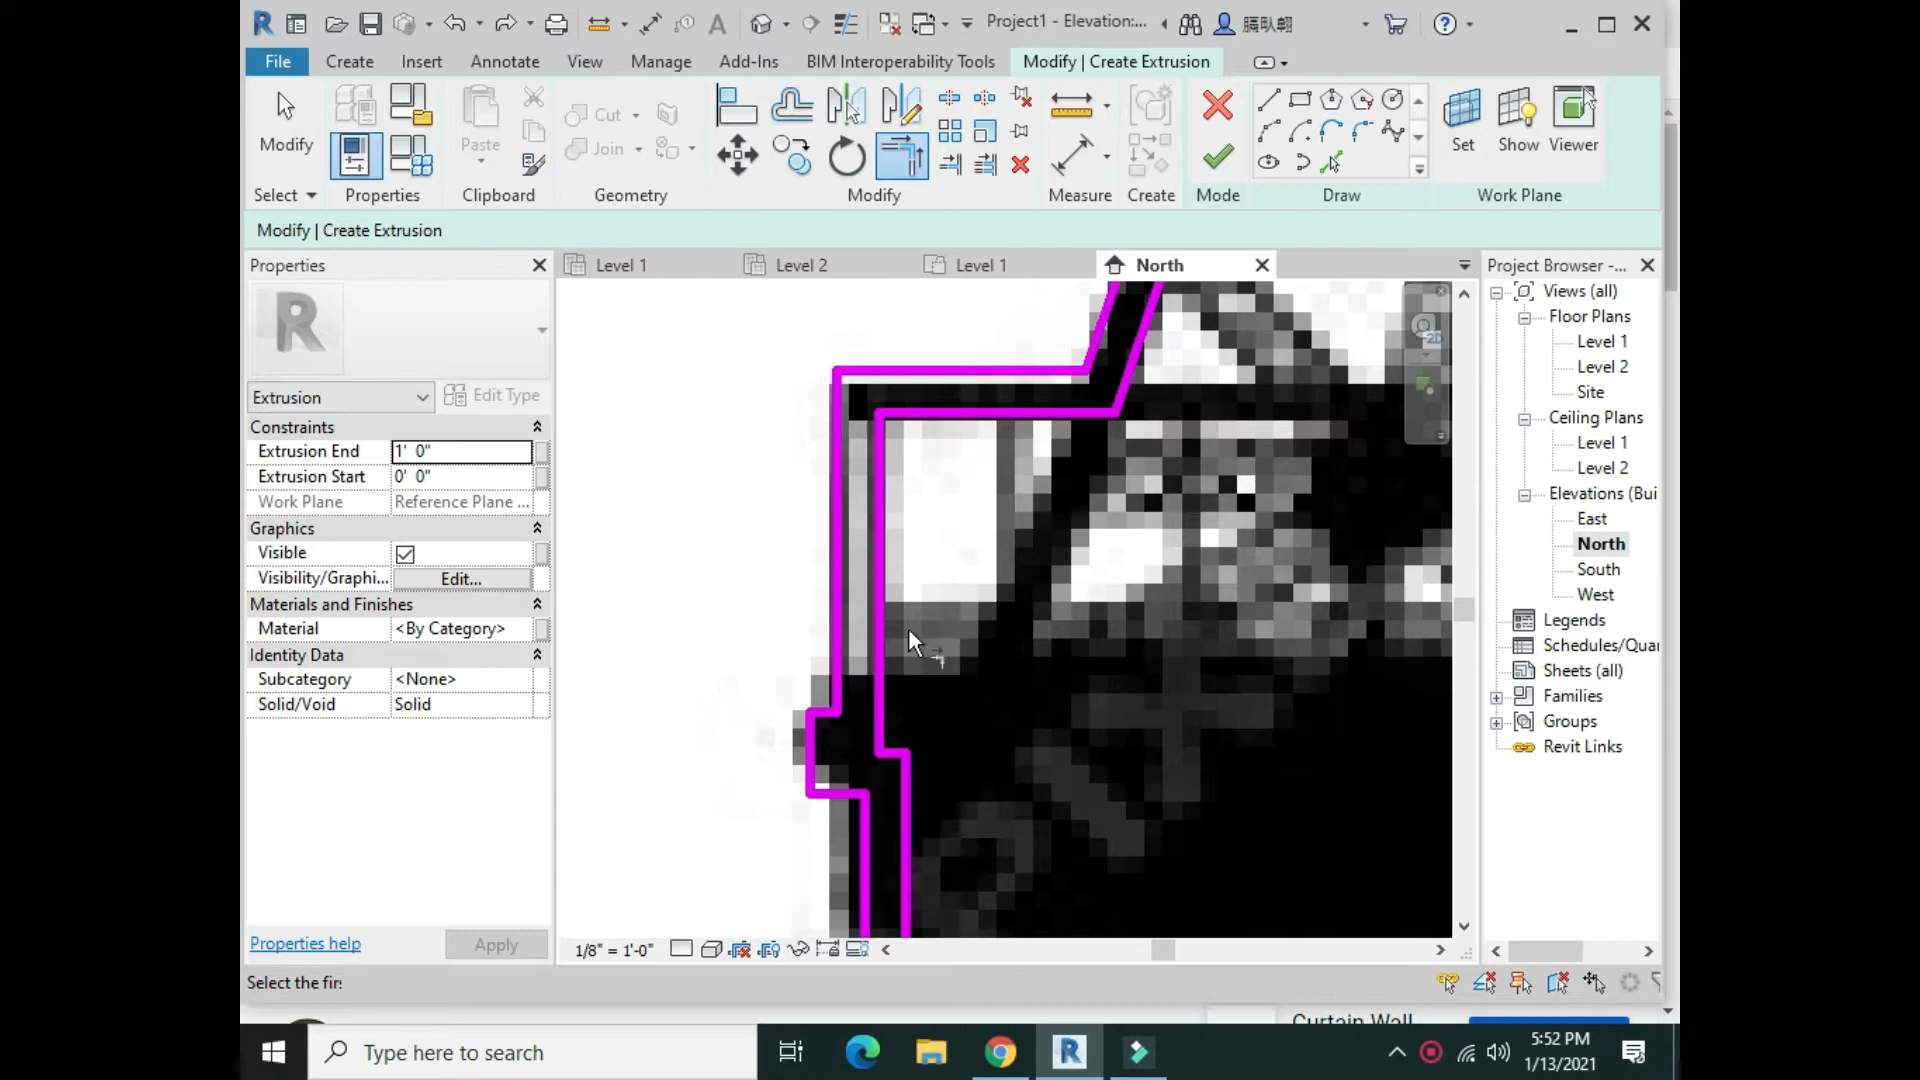 Project1 - Elevation:...
File Create Insert Annotate View Manage Add-Ins BIM Interoperability Tools Modify | Create Extrusion
Modify
Select
Properties
Paste
Clipboard
Cut
Join
Geometry
Modify
Measure
Create
Mode
Draw
Set Show Viewer
Work Plane
Modify | Create Extrusion
Properties
Extrusion
Edit Type
Constraints
Extrusion End 1' 0"
Extrusion Start 0' 0"
Work Plane Reference Plane ...
Graphics
Visible
Visibility/Graphi... Edit...
Materials and Finishes
Material <By Category>
Identity Data
Subcategory <None>
Solid/Void Solid
Properties help Apply
Level 1 Level 2 Level 1 North
2D
1/8" = 1'-0"
Project Browser -...
Views (all)
Floor Plans
Level 1
Level 2
Site
Ceiling Plans
Level 1
Level 2
Elevations (Bui
East
North
South
West
Legends
Schedules/Quan
Sheets (all)
Families
Groups
Revit Links
Select the fir
Curtain Wall
Type here to search
5:52 PM
1/13/2021